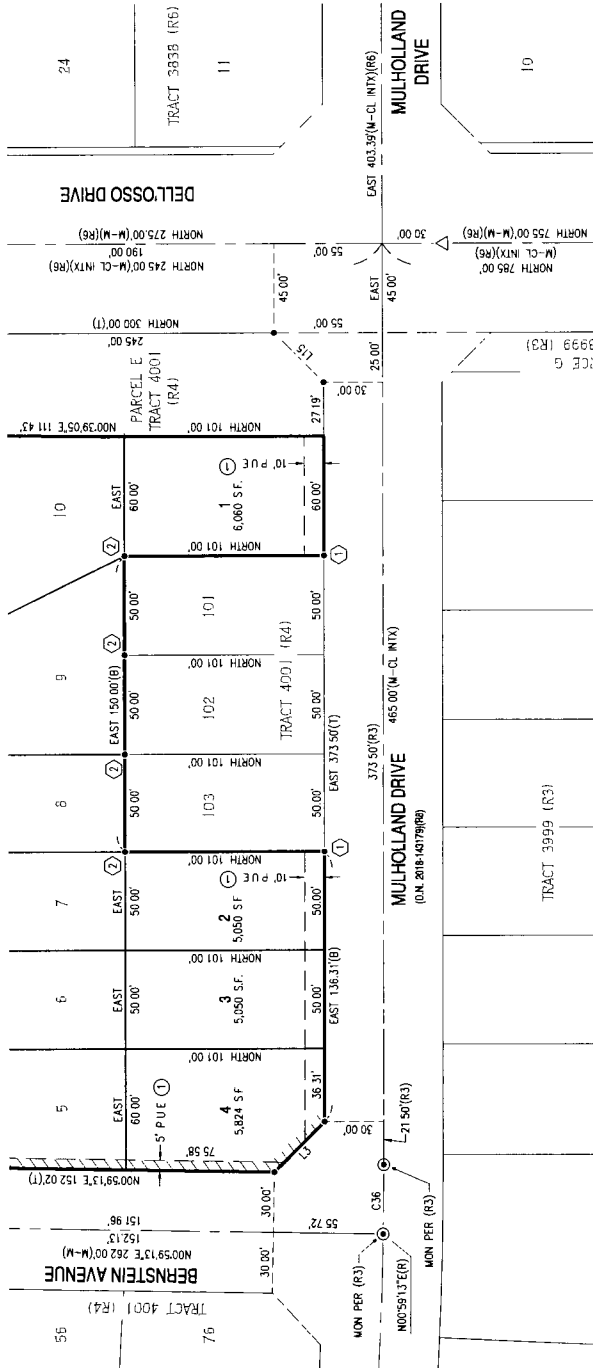 24
TRACT 3838 (R6)
11
DELL'OSSO DRIVE
NORTH 275.00'(M-M)(R6)
190.00'
NORTH 245.00'(M-CL INTX)(R6)
MULHOLLAND
DRIVE
EAST 403.39'(M-CL INTX)(R6)
10
55.00'
30.00'
NORTH 755.00'(M-M)(R6)
(M-CL INTX)(R6)
NORTH 785.00'
45.00'
EAST
45.00'
NORTH 300.00'(T)
245.00'
L15
55.00'
25.00'
3999 (R3)
RCE G
PARCEL E
TRACT 4001
(R4)
27.19'
30.00'
N00°39'05"E 111.43'
NORTH 101.00'
10
EAST
60.00'
1
6,060 S.F.
10' PUE 1
60.00'
2
NORTH 101.00'
1
50.00'
101
50.00'
9
2
NORTH 101.00'
TRACT 4001 (R4)
EAST 150.00'(B)
50.00'
102
50.00'
EAST 373.50'(T)
373.50'(R3)
465.00'(M-CL INTX)
2
NORTH 101.00'
8
50.00'
103
50.00'
MULHOLLAND DRIVE
(D.N. 2018-143179)(R8)
TRACT 3999 (R3)
2
NORTH 101.00'
1
7
EAST
50.00'
2
5,050 SF
10' PUE 1
50.00'
EAST 136.31'(B)
NORTH 101.00'
6
EAST
50.00'
3
5,050 S.F.
50.00'
NORTH 101.00'
5
EAST
60.00'
4
5,824 SF
5' PUE 1
36.31'
75.58'
L3
30.00'
21.50'(R3)
N00°59'13"E 152.02'(T)
30.00'
30.00'
151.96'
152.13'
N00°59'13"E 262.00'(M-M)
BERNSTEIN AVENUE
55.72'
C36
MON PER (R3)
MON PER (R3)
N00°59'13"E(R)
TRACT 4001 (R4)
56
76